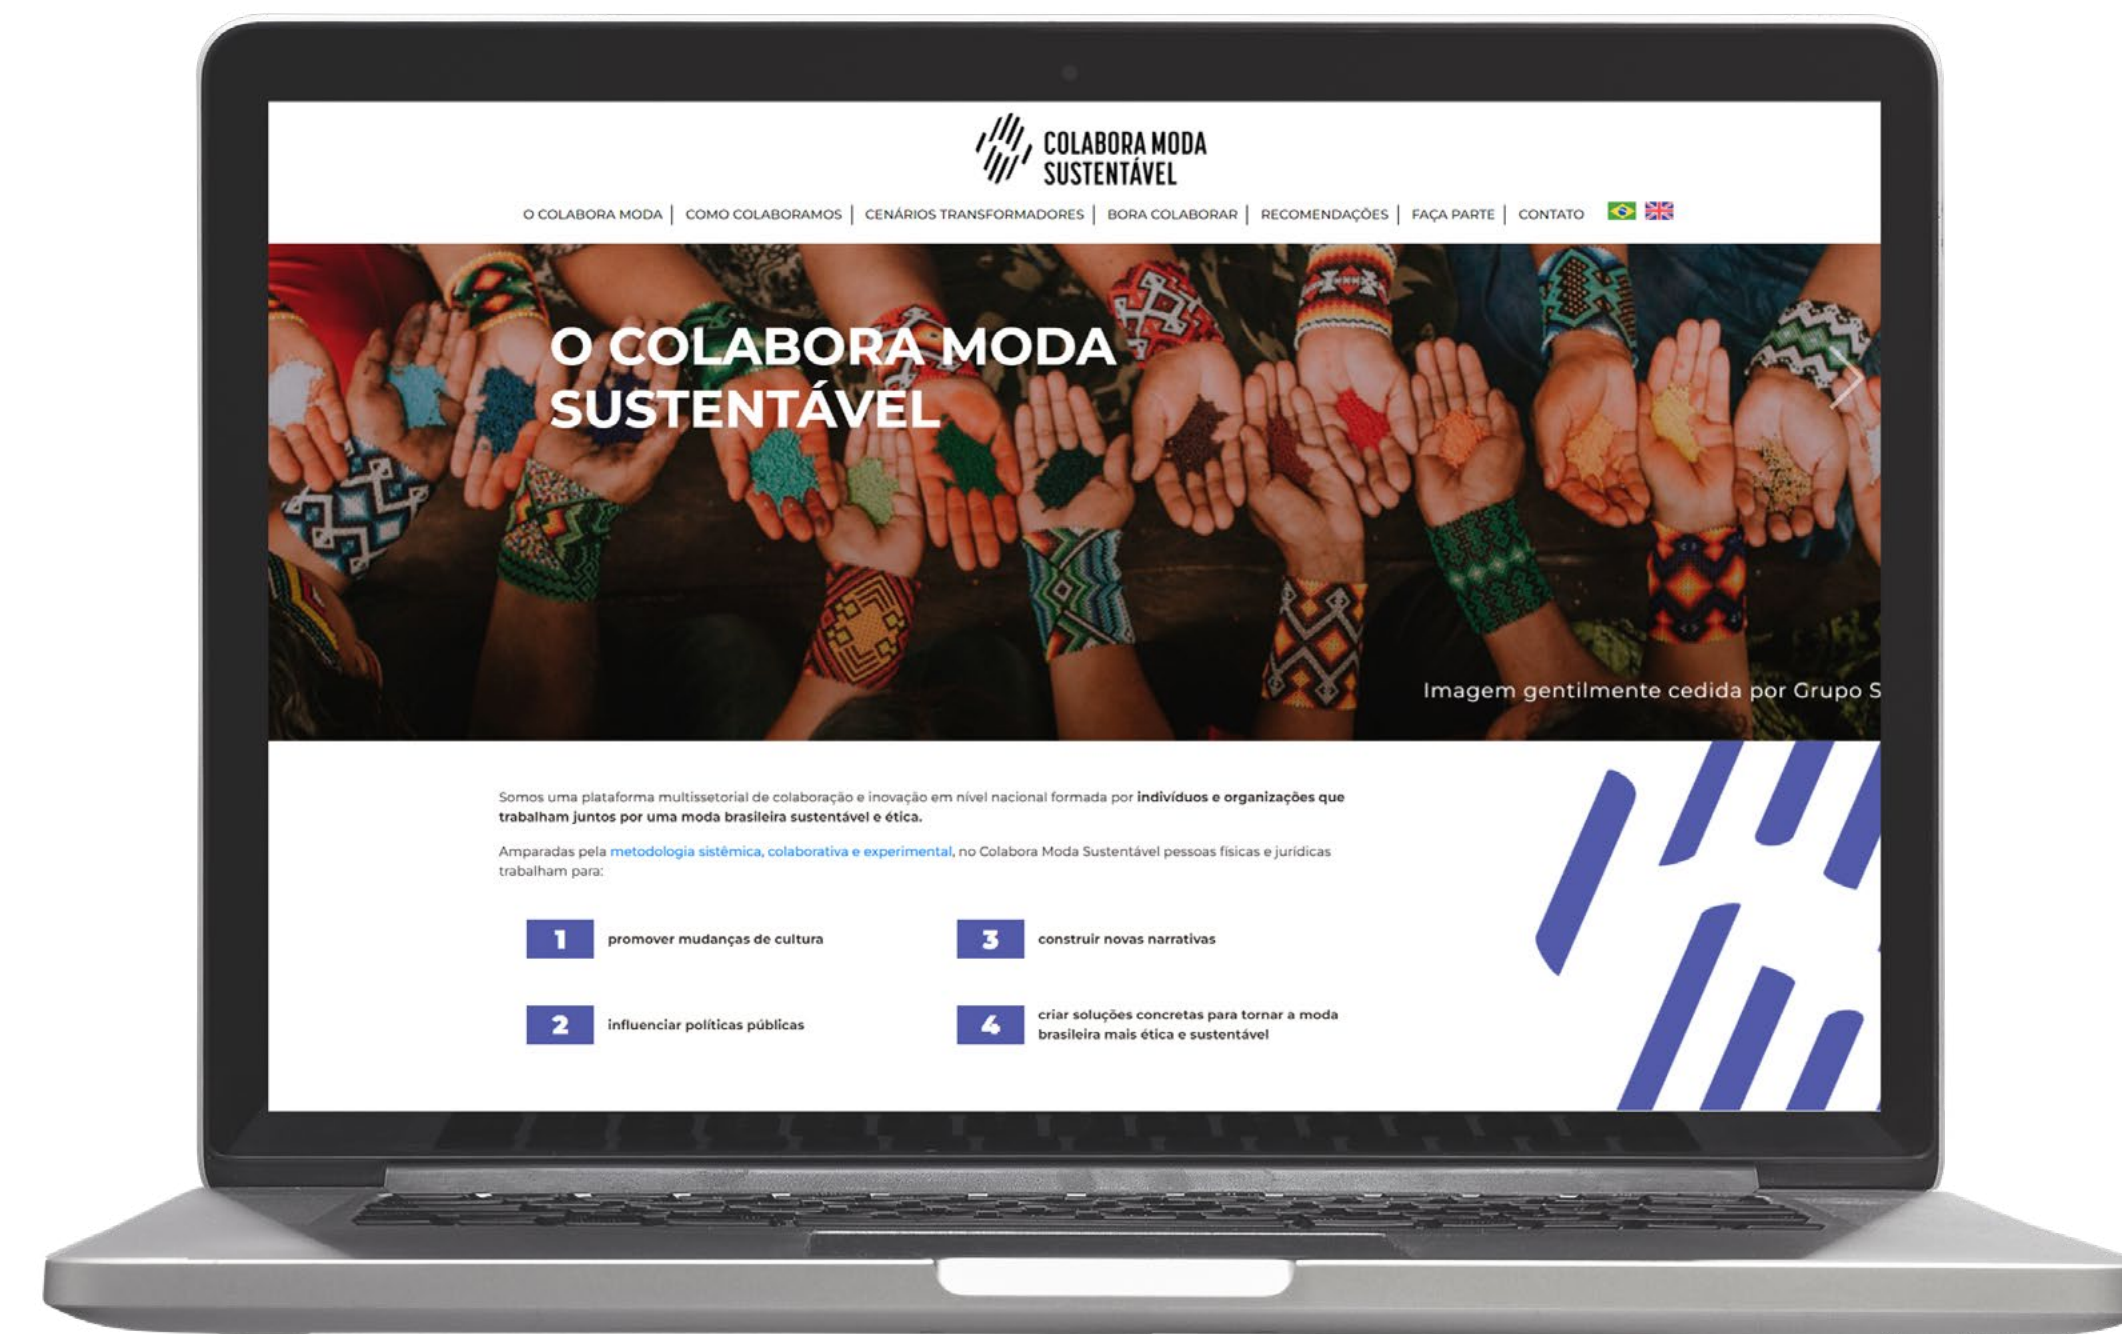 COLABORA MODA
SUSTENTÁVEL
O COLABORA MODA | COMO COLABORAMOS | CENÁRIOS TRANSFORMADORES | BORA COLABORAR | RECOMENDAÇÕES | FAÇA PARTE | CONTATO
O COLABORA MODA
SUSTENTÁVEL
Imagem gentilmente cedida por Grupo S
Somos uma plataforma multissetorial de colaboração e inovação em nível nacional formada por indivíduos e organizações que
trabalham juntos por uma moda brasileira sustentável e ética.
Amparadas pela metodologia sistêmica, colaborativa e experimental, no Colabora Moda Sustentável pessoas físicas e jurídicas
trabalham para:
1 promover mudanças de cultura
2 influenciar políticas públicas
3 construir novas narrativas
4 criar soluções concretas para tornar a moda
brasileira mais ética e sustentável